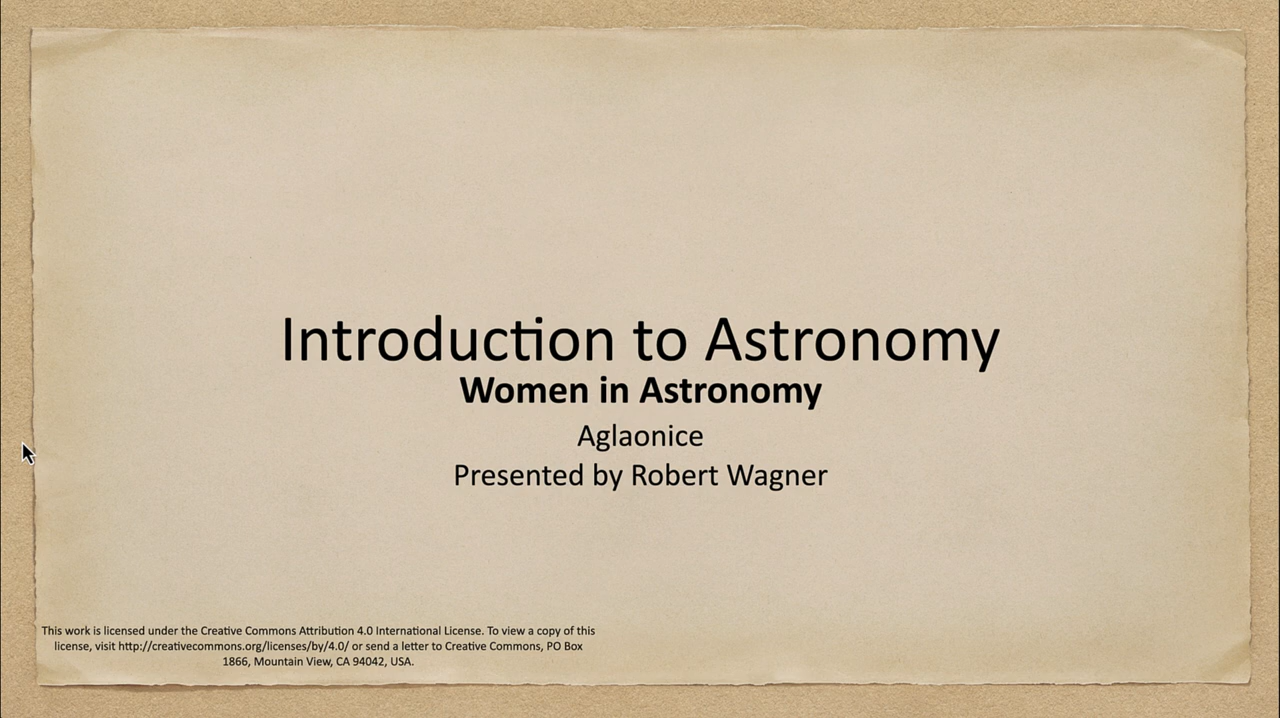 Introduction to Astronomy
Women in Astronomy
Aglaonice
Presented by Robert Wagner
This work is licensed under the Creative Commons Attribution 4.0 International License. To view a copy of this
license, visit http://creativecommons.org/licenses/by/4.0/ or send a letter to Creative Commons, PO Box
1866, Mountain View, CA 94042, USA.